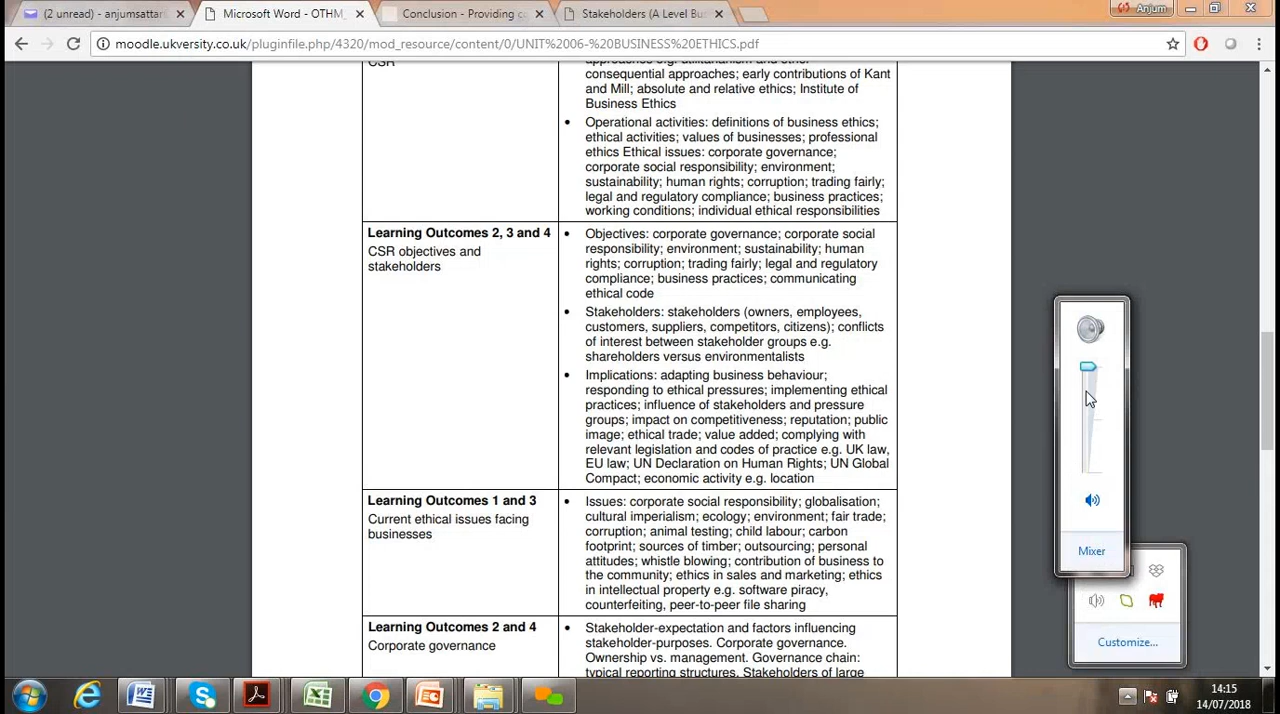 (2 unread) - anjumsattar
Microsoft Word - OTHM_
Conclusion - Providing c
Stakeholders (A Level Bu
Anjum
moodle.ukversity.co.uk/pluginfile.php/4320/mod_resource/content/0/UNIT%2006-%20BUSINESS%20ETHICS.pdf
CSR
approaches e.g. utilitarianism and other
consequential approaches; early contributions of Kant
and Mill; absolute and relative ethics; Institute of
Business Ethics
• Operational activities: definitions of business ethics;
ethical activities; values of businesses; professional
ethics Ethical issues: corporate governance;
corporate social responsibility; environment;
sustainability; human rights; corruption; trading fairly;
legal and regulatory compliance; business practices;
working conditions; individual ethical responsibilities
Learning Outcomes 2, 3 and 4
CSR objectives and
stakeholders
• Objectives: corporate governance; corporate social
responsibility; environment; sustainability; human
rights; corruption; trading fairly; legal and regulatory
compliance; business practices; communicating
ethical code
• Stakeholders: stakeholders (owners, employees,
customers, suppliers, competitors, citizens); conflicts
of interest between stakeholder groups e.g.
shareholders versus environmentalists
• Implications: adapting business behaviour;
responding to ethical pressures; implementing ethical
practices; influence of stakeholders and pressure
groups; impact on competitiveness; reputation; public
image; ethical trade; value added; complying with
relevant legislation and codes of practice e.g. UK law,
EU law; UN Declaration on Human Rights; UN Global
Compact; economic activity e.g. location
Learning Outcomes 1 and 3
Current ethical issues facing
businesses
• Issues: corporate social responsibility; globalisation;
cultural imperialism; ecology; environment; fair trade;
corruption; animal testing; child labour; carbon
footprint; sources of timber; outsourcing; personal
attitudes; whistle blowing; contribution of business to
the community; ethics in sales and marketing; ethics
in intellectual property e.g. software piracy,
counterfeiting, peer-to-peer file sharing
Learning Outcomes 2 and 4
Corporate governance
• Stakeholder-expectation and factors influencing
stakeholder-purposes. Corporate governance.
Ownership vs. management. Governance chain:
typical reporting structures. Stakeholders of large
Mixer
Customize...
14:15
14/07/2018